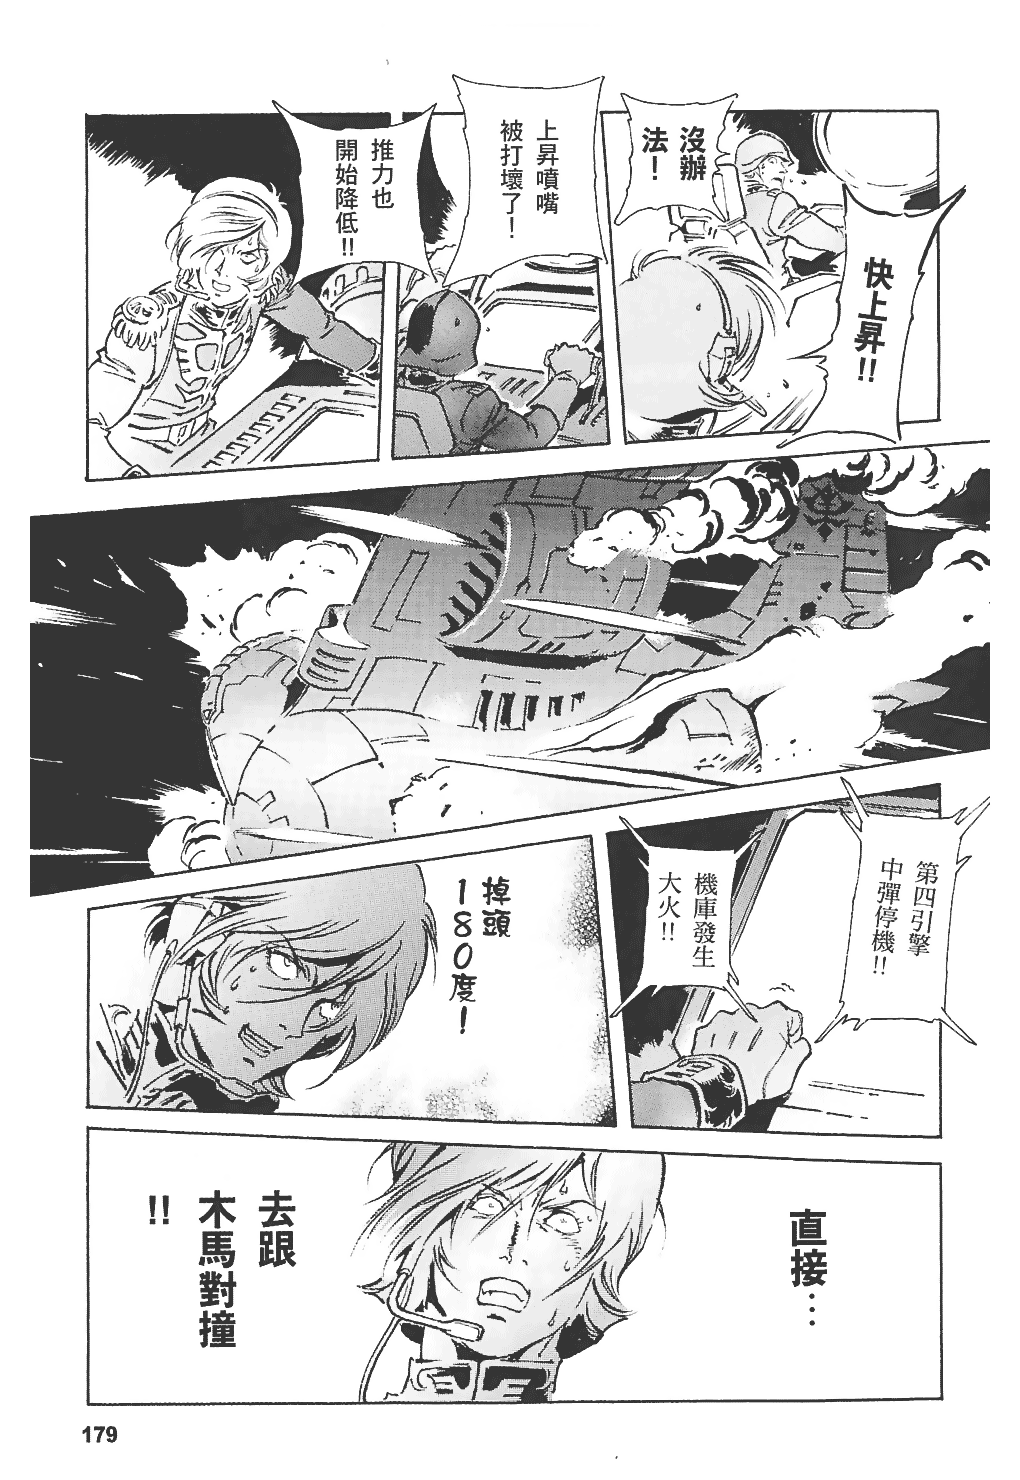 快上昇!!
沒辦
法!
上昇噴嘴
被打壞了!
推力也
開始降低!!
第四引擎
中彈停機!!
機庫發生
大火!!
掉頭
180度!
直接…
去跟
木馬對撞
!!
179